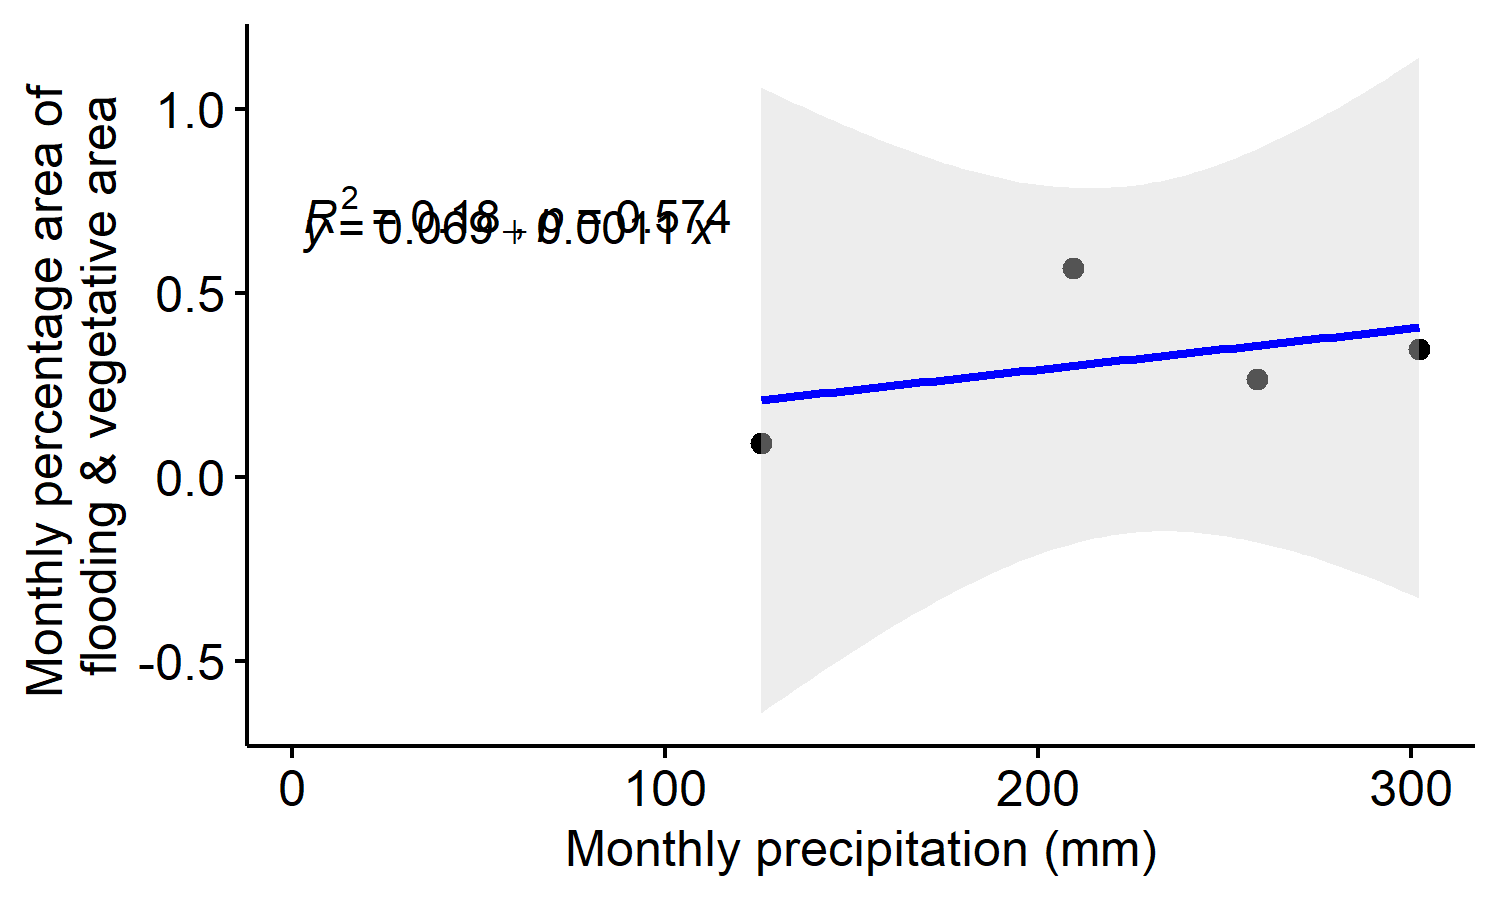 Monthly percentage area of
flooding & vegetative area
1.0
0.5
0.0
-0.5
R² = 0.18, p = 0.574
y = 0.069 + 0.0011 x
0 100 200 300
Monthly precipitation (mm)